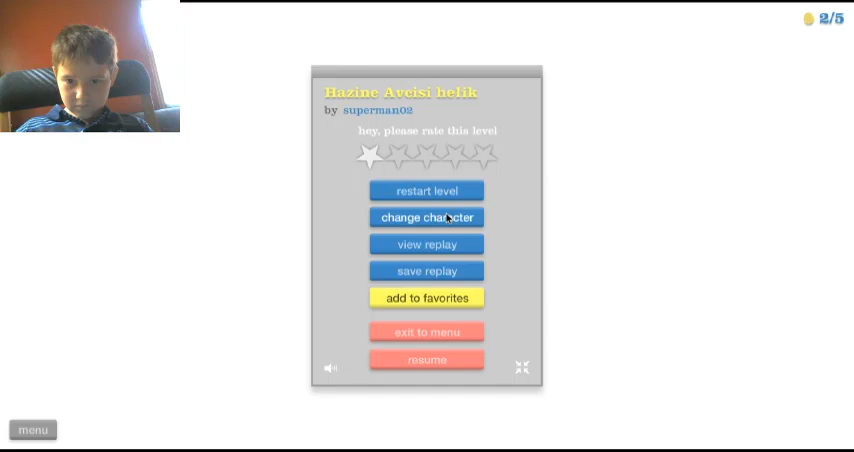 2/5
Hazine Avcisi helik
by superman02
hey, please rate this level
restart level
change character
view replay
save replay
add to favorites
exit to menu
resume
menu